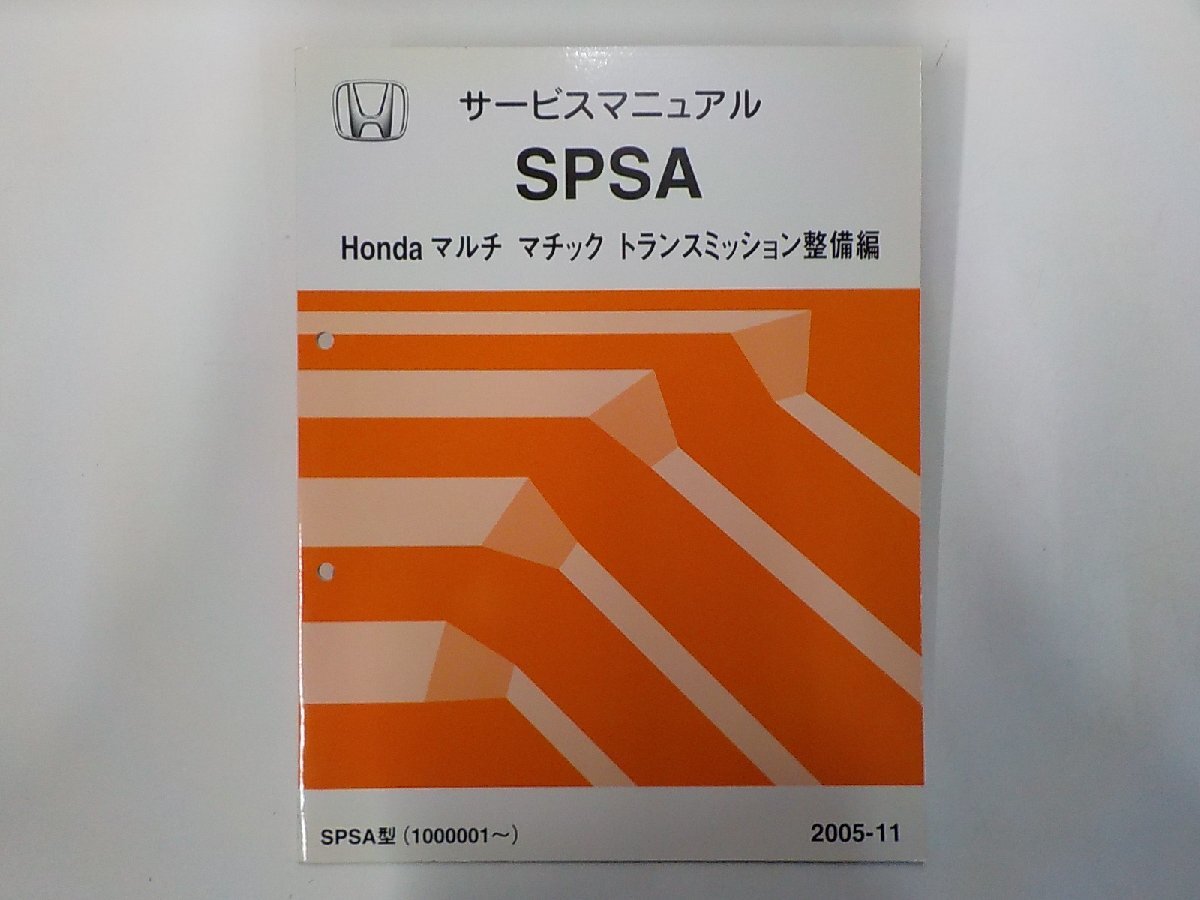 サービスマニュアル
SPSA
Honda マルチ マチック トランスミッション整備編
SPSA型 (1000001～)
2005-11